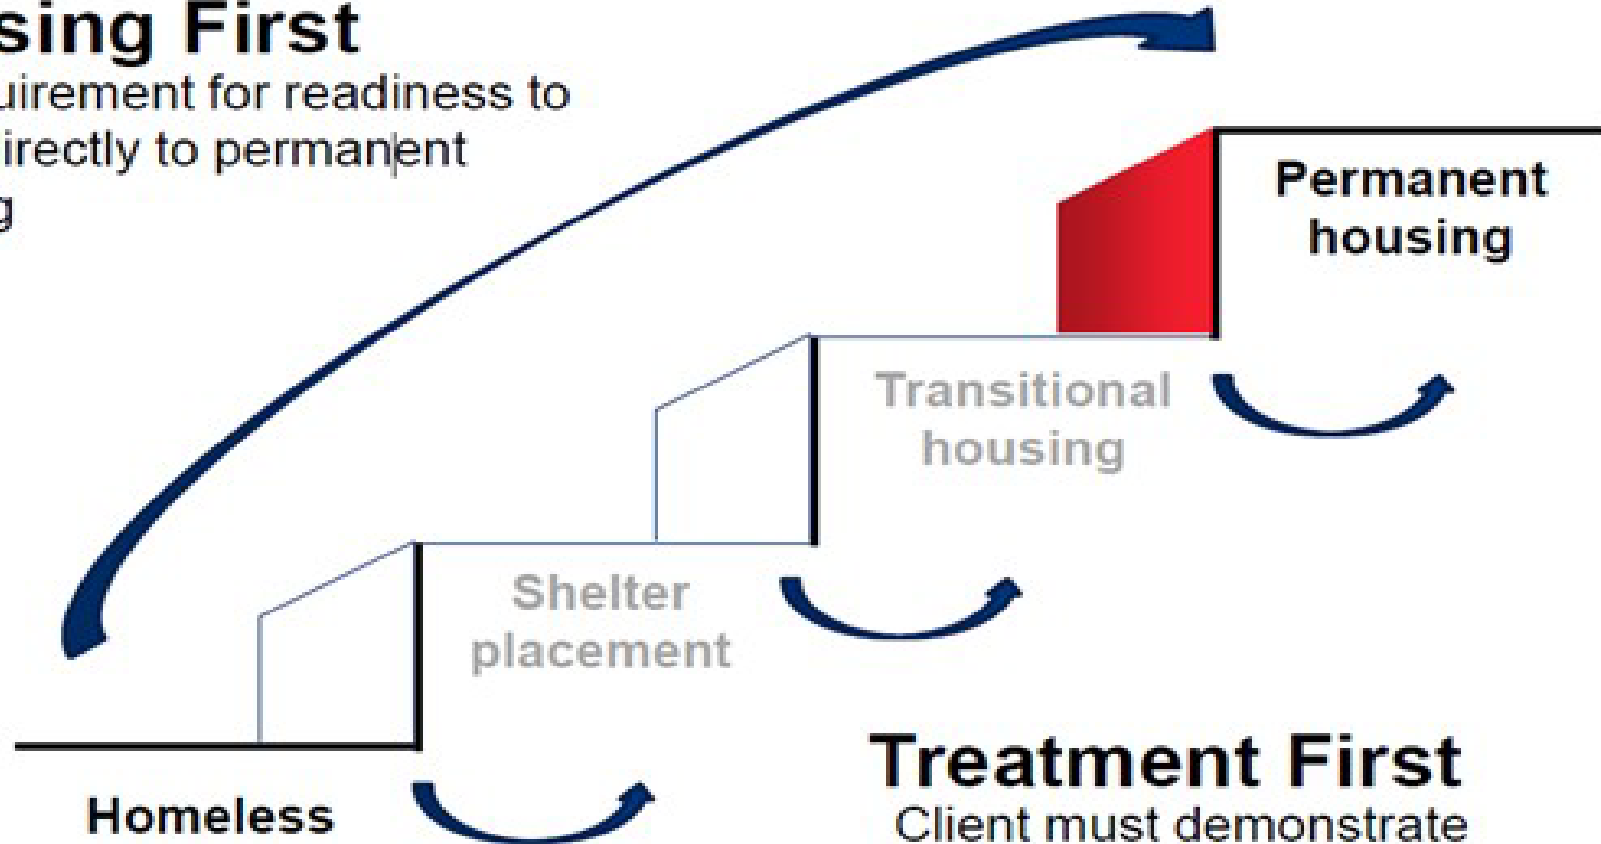 sing First
uirement for readiness to
irectly to permanent
g
Permanent
housing
Transitional
housing
Shelter
placement
Treatment First
Client must demonstrate
Homeless